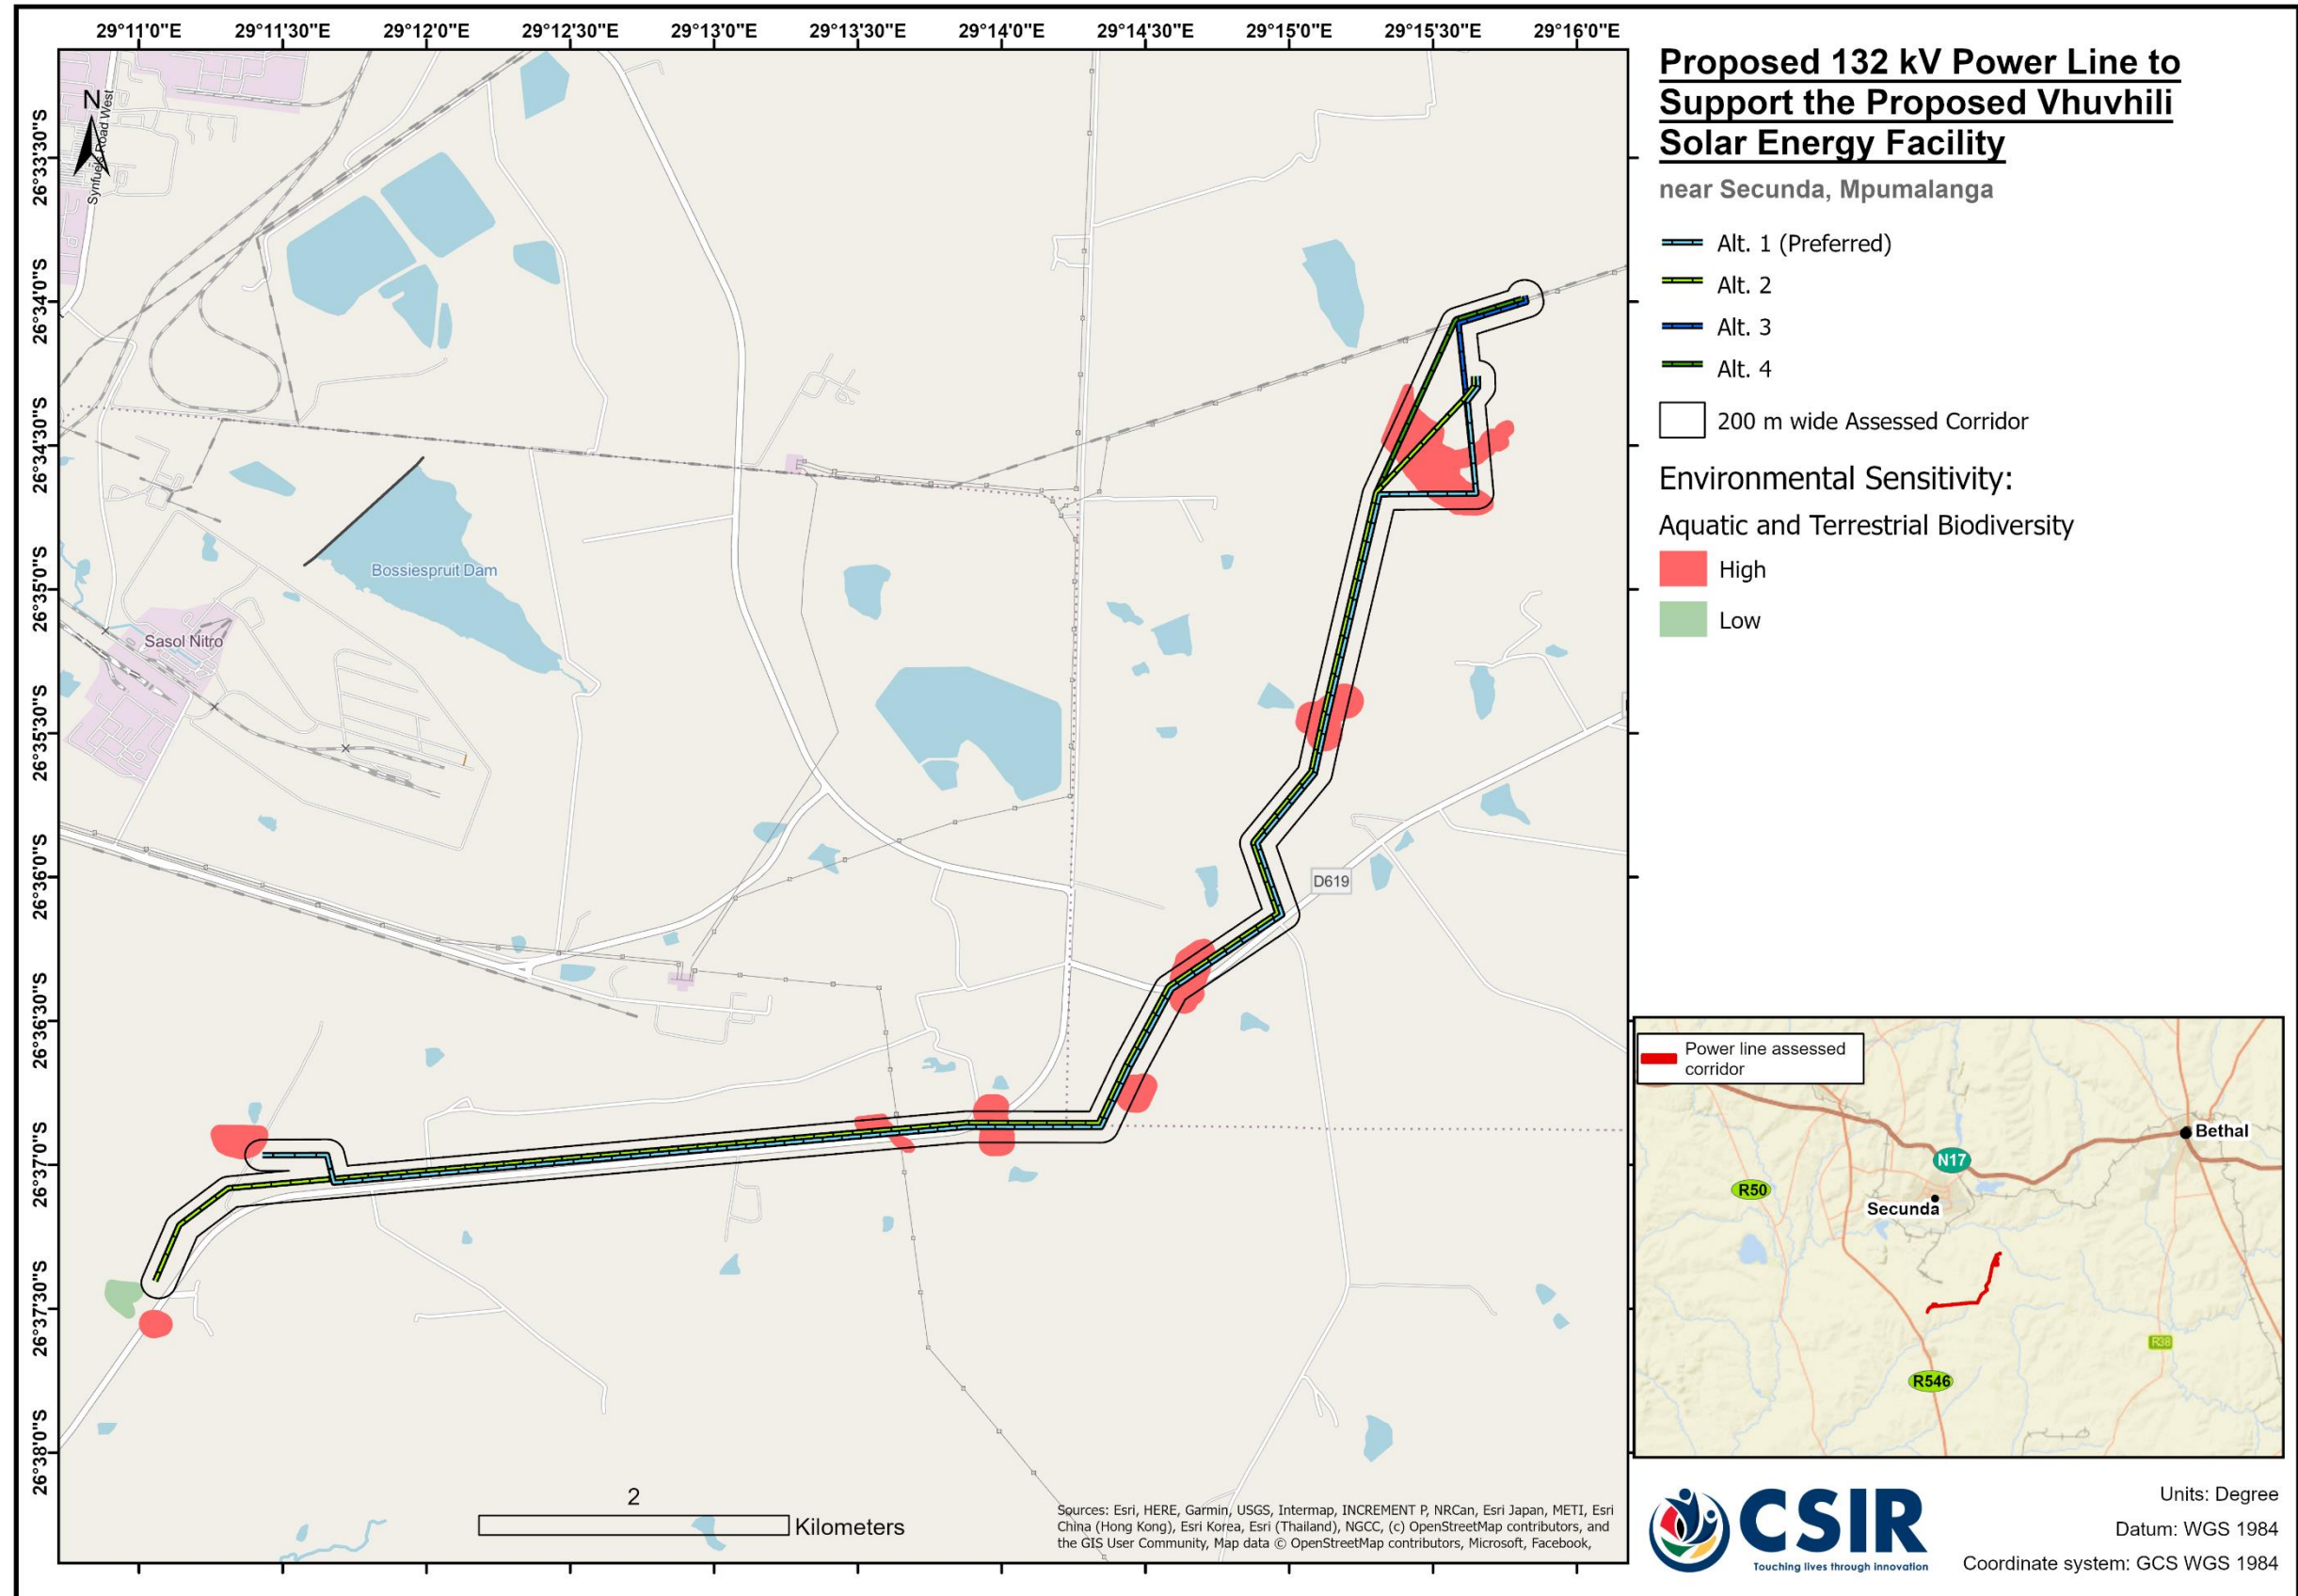 29°11'0"E 29°11'30"E 29°12'0"E 29°12'30"E 29°13'0"E 29°13'30"E 29°14'0"E 29°14'30"E 29°15'0"E 29°15'30"E 29°16'0"E
26°33'30"S
26°34'0"S
26°34'30"S
26°35'0"S
26°35'30"S
26°36'0"S
26°36'30"S
26°37'0"S
26°37'30"S
26°38'0"S
N
Synfuels Road West
Bossiespruit Dam
Sasol Nitro
D619
2
Kilometers
Sources: Esri, HERE, Garmin, USGS, Intermap, INCREMENT P, NRCan, Esri Japan, METI, Esri
China (Hong Kong), Esri Korea, Esri (Thailand), NGCC, (c) OpenStreetMap contributors, and
the GIS User Community, Map data © OpenStreetMap contributors, Microsoft, Facebook,
Proposed 132 kV Power Line to
Support the Proposed Vhuvhili
Solar Energy Facility
near Secunda, Mpumalanga
Alt. 1 (Preferred)
Alt. 2
Alt. 3
Alt. 4
200 m wide Assessed Corridor
Environmental Sensitivity:
Aquatic and Terrestrial Biodiversity
High
Low
Power line assessed
corridor
Bethal
N17
R50
Secunda
R38
R546
CSIR
Touching lives through innovation
Units: Degree
Datum: WGS 1984
Coordinate system: GCS WGS 1984